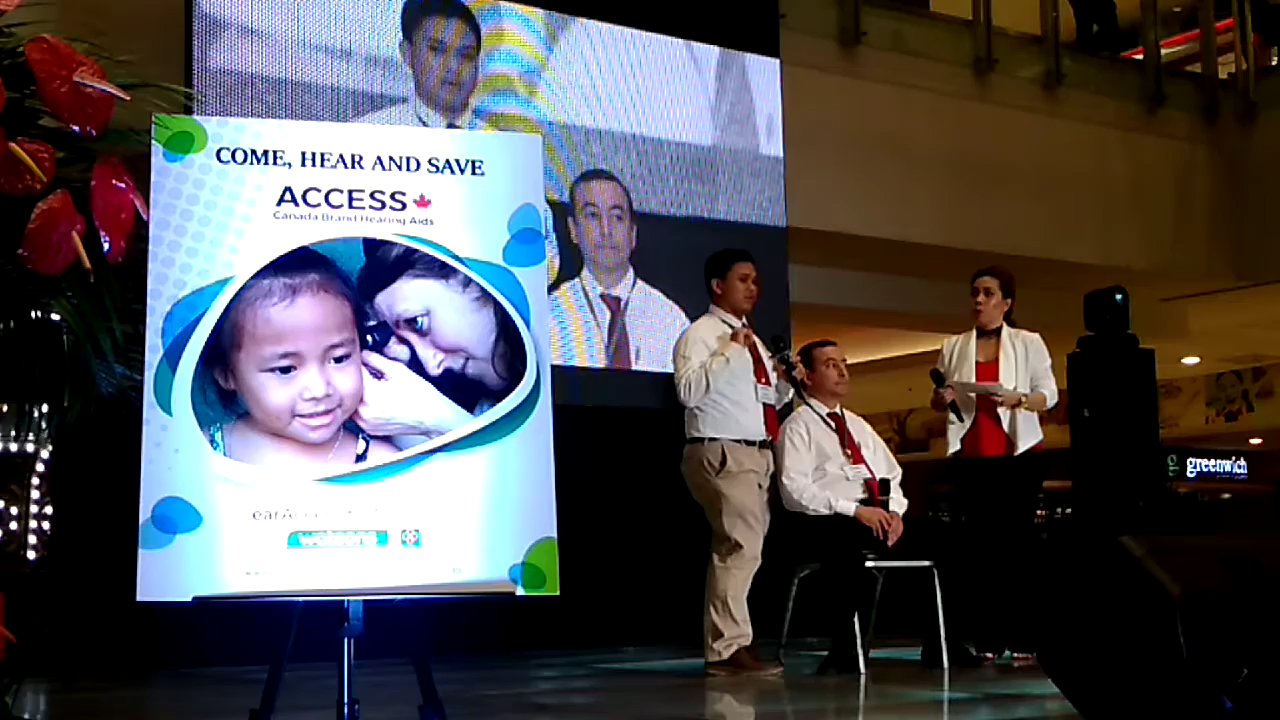 COME, HEAR AND SAVE
ACCESS
Canada Brand Hearing Aids
greenwich